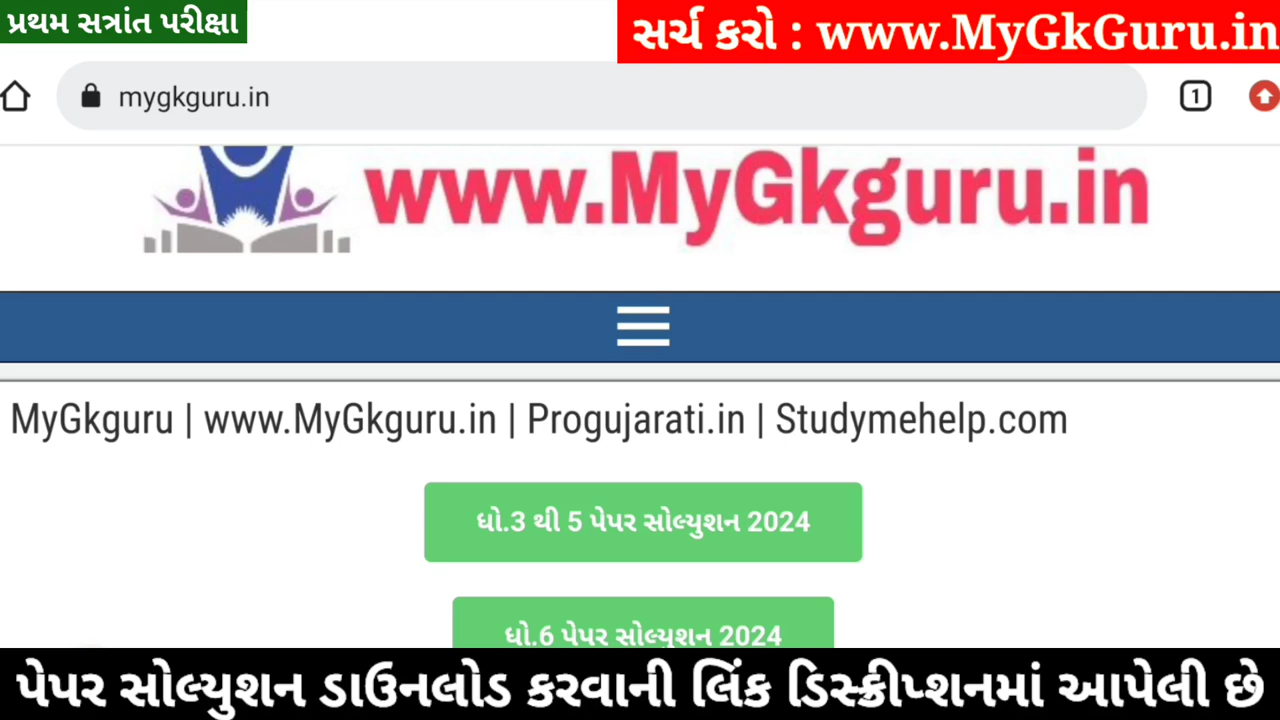 પ્રથમ સત્રાંત પરીક્ષા
સર્ચ કરો : www.MyGkGuru.in
mygkguru.in
1
www.MyGkguru.in
MyGkguru | www.MyGkguru.in | Progujarati.in | Studymehelp.com
ધો.3 થી 5 પેપર સોલ્યુશન 2024
ધો.6 પેપર સોલ્યુશન 2024
પેપર સોલ્યુશન ડાઉનલોડ કરવાની લિંક ડિસ્ક્રીપ્શનમાં આપેલી છે